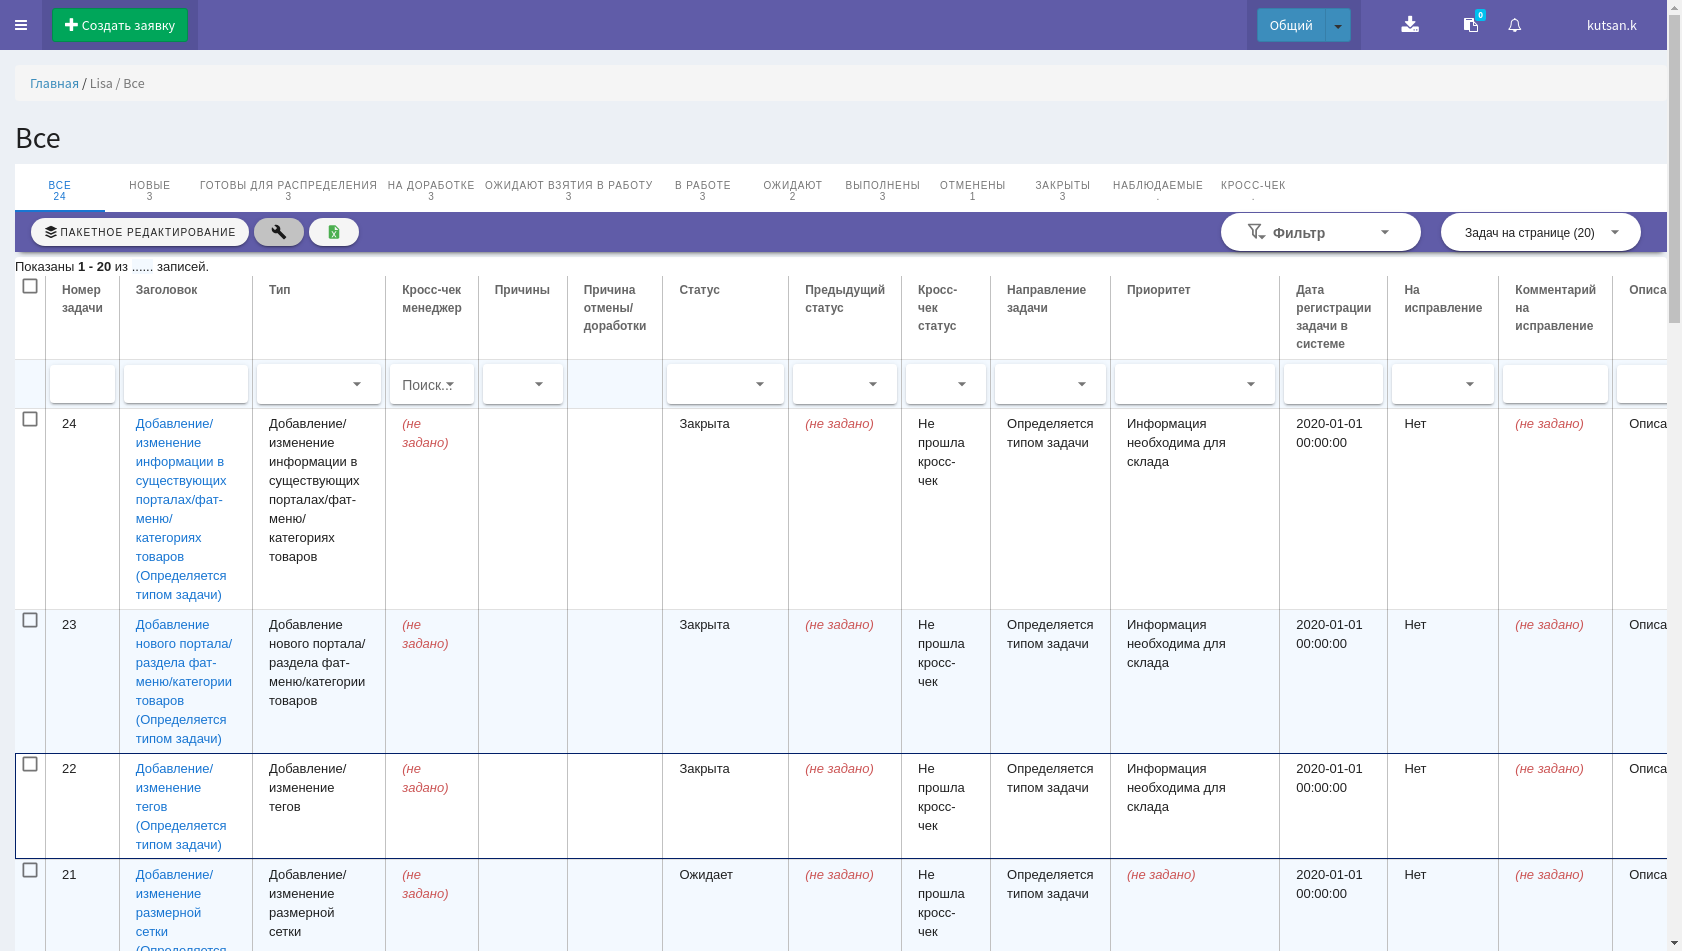 Создать заявку
Общий
0
kutsan.k
Главная / Lisa / Все
Все
ВСЕ
24
НОВЫЕ
3
ГОТОВЫ ДЛЯ РАСПРЕДЕЛЕНИЯ
3
НА ДОРАБОТКЕ
3
ОЖИДАЮТ ВЗЯТИЯ В РАБОТУ
3
В РАБОТЕ
3
ОЖИДАЮТ
2
ВЫПОЛНЕНЫ
3
ОТМЕНЕНЫ
1
ЗАКРЫТЫ
3
НАБЛЮДАЕМЫЕ
.
КРОСС-ЧЕК
.
ПАКЕТНОЕ РЕДАКТИРОВАНИЕ
Фильтр
Задач на странице (20)
Показаны 1 - 20 из ...... записей.
Номер
задачи
Заголовок
Тип
Кросс-чек
менеджер
Причины
Причина
отмены/
доработки
Статус
Предыдущий
статус
Кросс-
чек
статус
Направление
задачи
Приоритет
Дата
регистрации
задачи в
системе
На
исправление
Комментарий
на
исправление
Описа
Поиск...
24
Добавление/
изменение
информации в
существующих
порталах/фат-
меню/
категориях
товаров
(Определяется
типом задачи)
Добавление/
изменение
информации в
существующих
порталах/фат-
меню/
категориях
товаров
(не
задано)
Закрыта
(не задано)
Не
прошла
кросс-
чек
Определяется
типом задачи
Информация
необходима для
склада
2020-01-01
00:00:00
Нет
(не задано)
Описа
23
Добавление
нового портала/
раздела фат-
меню/категории
товаров
(Определяется
типом задачи)
Добавление
нового портала/
раздела фат-
меню/категории
товаров
(не
задано)
Закрыта
(не задано)
Не
прошла
кросс-
чек
Определяется
типом задачи
Информация
необходима для
склада
2020-01-01
00:00:00
Нет
(не задано)
Описа
22
Добавление/
изменение
тегов
(Определяется
типом задачи)
Добавление/
изменение
тегов
(не
задано)
Закрыта
(не задано)
Не
прошла
кросс-
чек
Определяется
типом задачи
Информация
необходима для
склада
2020-01-01
00:00:00
Нет
(не задано)
Описа
21
Добавление/
изменение
размерной
сетки
(Определяется
Добавление/
изменение
размерной
сетки
(не
задано)
Ожидает
(не задано)
Не
прошла
кросс-
чек
Определяется
типом задачи
(не задано)
2020-01-01
00:00:00
Нет
(не задано)
Описа